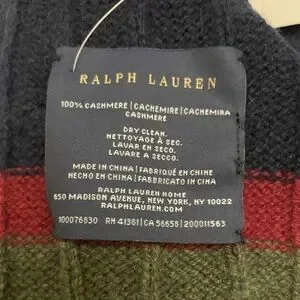 RALPH LAUREN
100% CASHMERE | CACHEMIRE | CACHEMIRA
CASHMERE
DRY CLEAN.
NETTOYAGE À SEC.
LAVAR EN SECO.
LAVARE A SECCO.
MADE IN CHINA | FABRIQUÉ EN CHINE
HECHO EN CHINA | FABBRICATO IN CINA
RALPH LAUREN HOME
650 MADISON AVENUE, NEW YORK, NY 10022
RALPHLAUREN.COM
100076830 RN 41381 | CA 56658 | 200011563